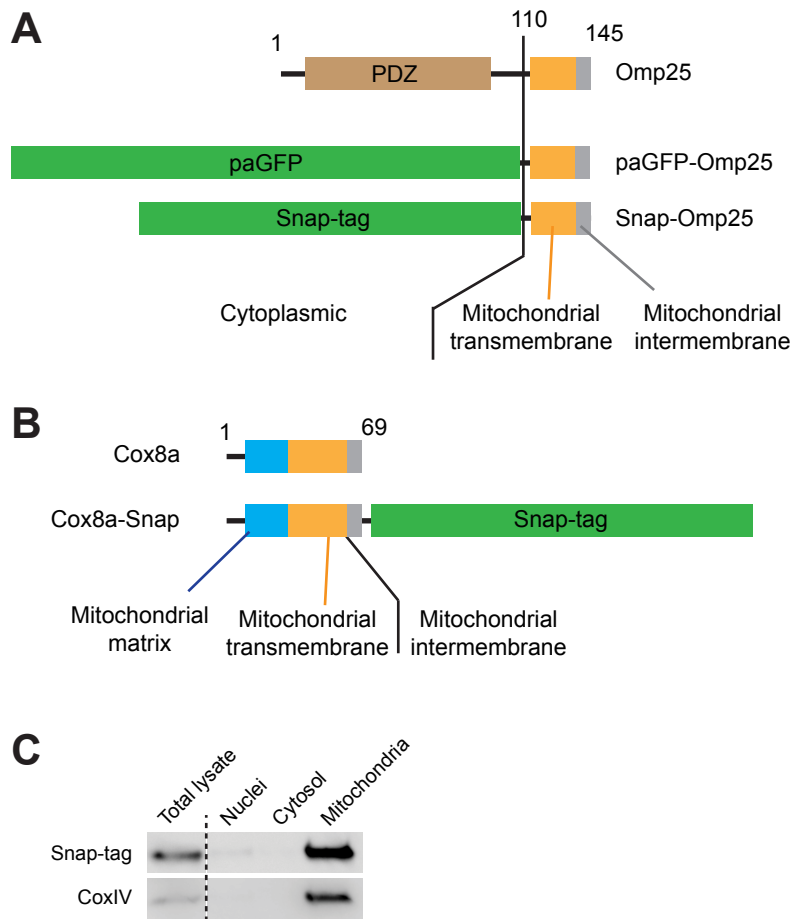 A
1
110
145
PDZ
Omp25
paGFP
paGFP-Omp25
Snap-tag
Snap-Omp25
Cytoplasmic
Mitochondrial
transmembrane
Mitochondrial
intermembrane
B
1
69
Cox8a
Cox8a-Snap
Snap-tag
Mitochondrial
matrix
Mitochondrial
transmembrane
Mitochondrial
intermembrane
C
Total lysate
Nuclei
Cytosol
Mitochondria
Snap-tag
CoxIV